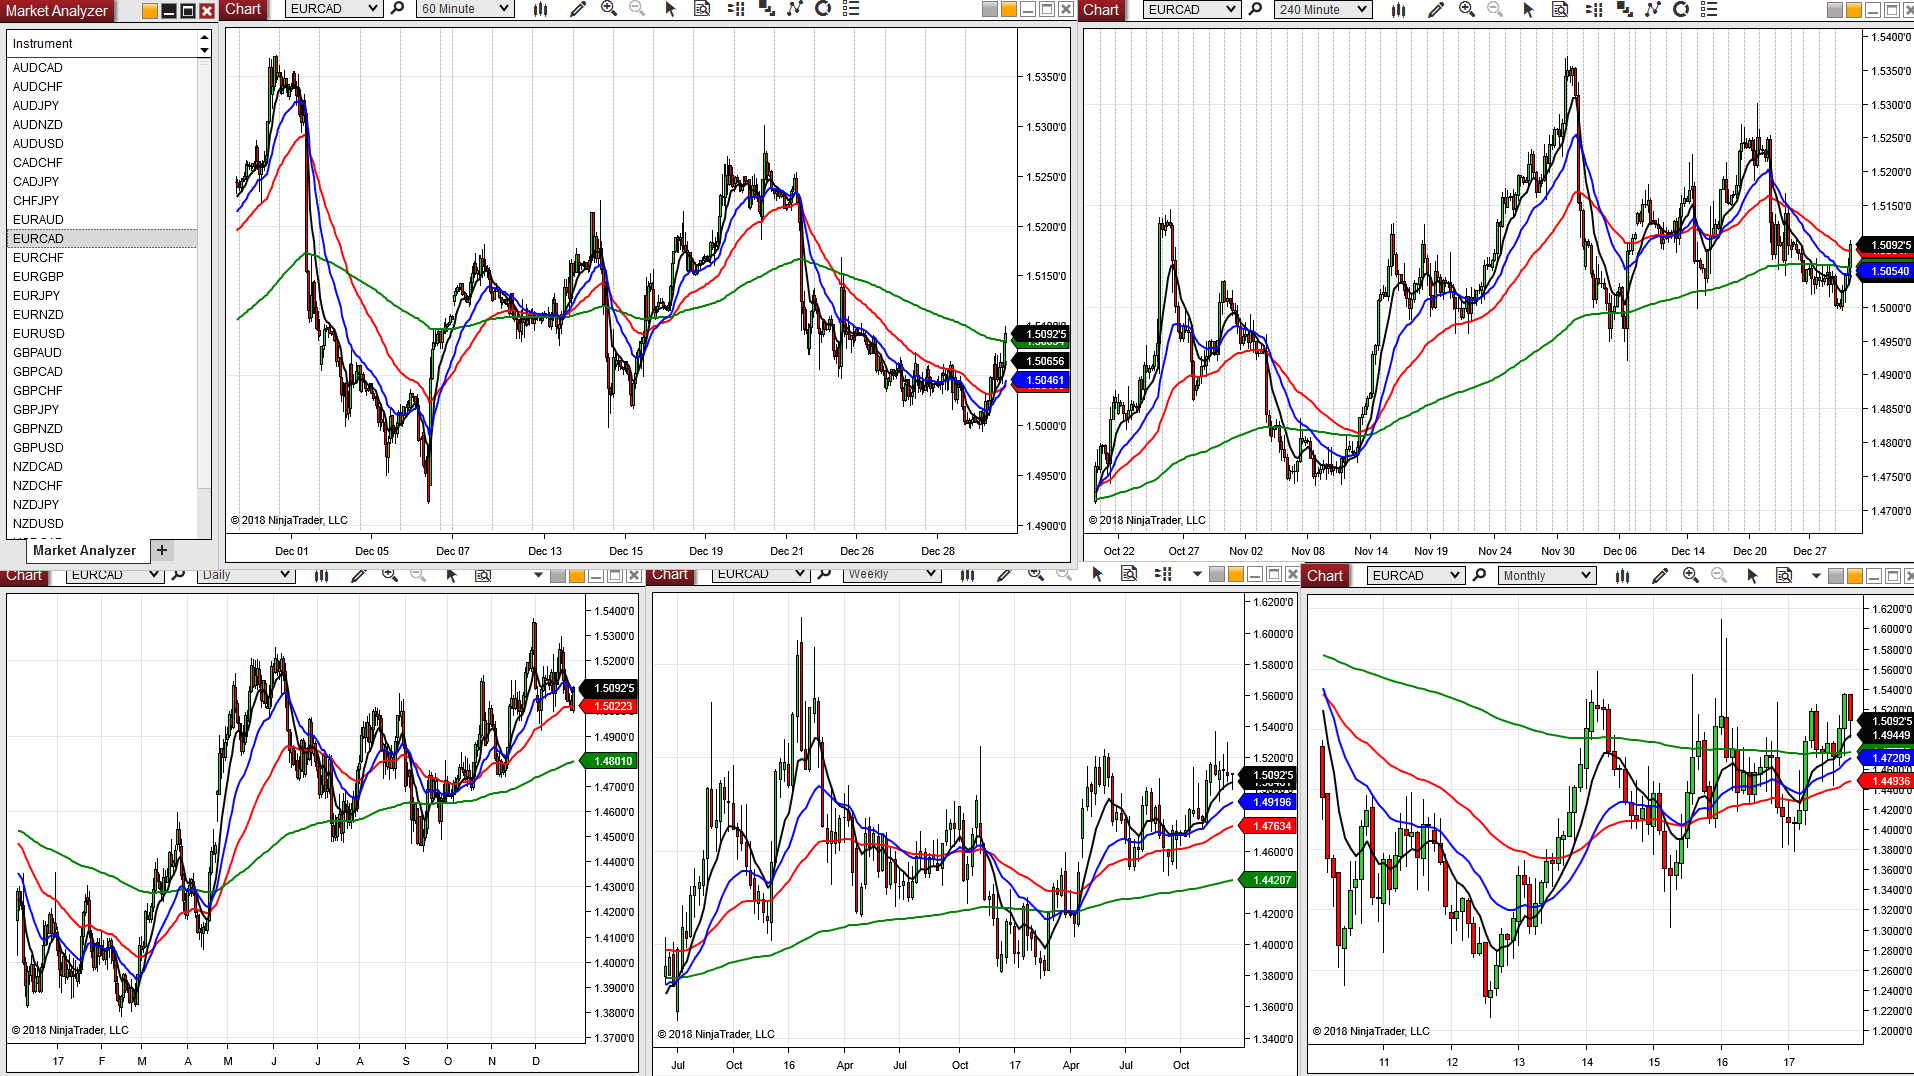 Market Analyzer
Instrument
AUDCAD
AUDCHF
AUDJPY
AUDNZD
AUDUSD
CADCHF
CADJPY
CHFJPY
EURAUD
EURCAD
EURCHF
EURGBP
EURJPY
EURNZD
EURUSD
GBPAUD
GBPCAD
GBPCHF
GBPJPY
GBPNZD
GBPUSD
NZDCAD
NZDCHF
NZDJPY
NZDUSD
Market Analyzer +
Chart EURCAD 60 Minute
1.5350'0
1.5300'0
1.5250'0
1.5200'0
1.5150'0
1.5092'5
1.50656
1.50461
1.5000'0
1.4950'0
1.4900'0
© 2018 NinjaTrader, LLC
Dec 01 Dec 05 Dec 07 Dec 13 Dec 15 Dec 19 Dec 21 Dec 26 Dec 28
Chart EURCAD 240 Minute
1.5400'0
1.5350'0
1.5300'0
1.5250'0
1.5200'0
1.5150'0
1.5092'5
1.50540
1.5000'0
1.4950'0
1.4900'0
1.4850'0
1.4800'0
1.4750'0
1.4700'0
© 2018 NinjaTrader, LLC
Oct 22 Oct 27 Nov 02 Nov 08 Nov 14 Nov 19 Nov 24 Nov 30 Dec 06 Dec 14 Dec 20 Dec 27
Chart EURCAD Daily
1.5400'0
1.5300'0
1.5200'0
1.5092'5
1.50223
1.4900'0
1.48010
1.4700'0
1.4600'0
1.4500'0
1.4400'0
1.4300'0
1.4200'0
1.4100'0
1.4000'0
1.3900'0
1.3800'0
1.3700'0
© 2018 NinjaTrader, LLC
17 F M A M J J A S O N D
Chart EURCAD Weekly
1.6200'0
1.6000'0
1.5800'0
1.5600'0
1.5400'0
1.5200'0
1.5092'5
1.49196
1.47634
1.4600'0
1.44207
1.4200'0
1.4000'0
1.3800'0
1.3600'0
1.3400'0
© 2018 NinjaTrader, LLC
Jul Oct 16 Apr Jul Oct 17 Apr Jul Oct
Chart EURCAD Monthly
1.6200'0
1.6000'0
1.5800'0
1.5600'0
1.5400'0
1.5200'0
1.5092'5
1.49449
1.47209
1.4600'0
1.44936
1.4200'0
1.4000'0
1.3800'0
1.3600'0
1.3400'0
1.3200'0
1.3000'0
1.2800'0
1.2600'0
1.2400'0
1.2200'0
1.2000'0
© 2018 NinjaTrader, LLC
11 12 13 14 15 16 17